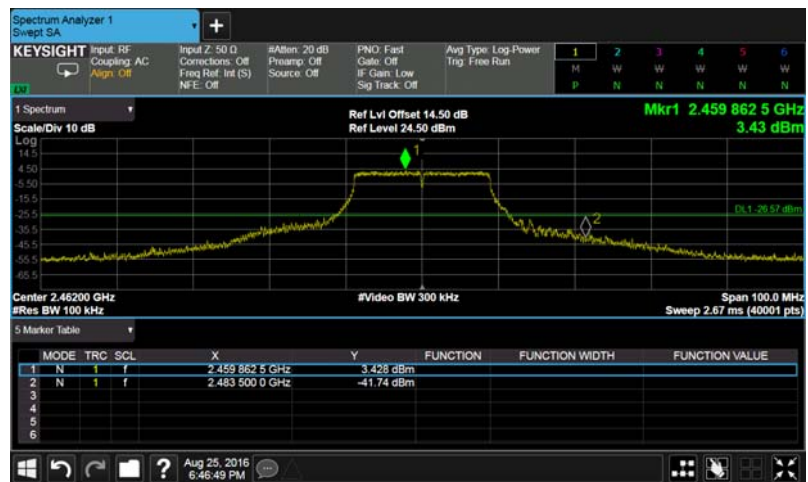 Spectrum Analyzer 1
Swept SA
+
KEYSIGHT
Input: RF
Coupling: AC
Align: Off
Input Z: 50 Ω
Corrections: Off
Freq Ref: Int (S)
NFE: Off
#Atten: 20 dB
Preamp: Off
Source: Off
PNO: Fast
Gate: Off
IF Gain: Low
Sig Track: Off
Avg Type: Log-Power
Trig: Free Run
1 2 3 4 5 6
M W W W W W
P N N N N N
LXI
1 Spectrum
Scale/Div 10 dB
Ref Lvl Offset 14.50 dB
Ref Level 24.50 dBm
Mkr1 2.459 862 5 GHz
3.43 dBm
Log
14.5
4.50
-5.50
-15.5
-25.5
-35.5
-45.5
-55.5
-65.5
1
2
DL1 -26.57 dBm
Center 2.46200 GHz
#Res BW 100 kHz
#Video BW 300 kHz
Span 100.0 MHz
Sweep 2.67 ms (40001 pts)
5 Marker Table
MODE TRC SCL X Y FUNCTION FUNCTION WIDTH FUNCTION VALUE
1 N 1 f 2.459 862 5 GHz 3.428 dBm
2 N 1 f 2.483 500 0 GHz -41.74 dBm
3
4
5
6
?
Aug 25, 2016
6:46:49 PM